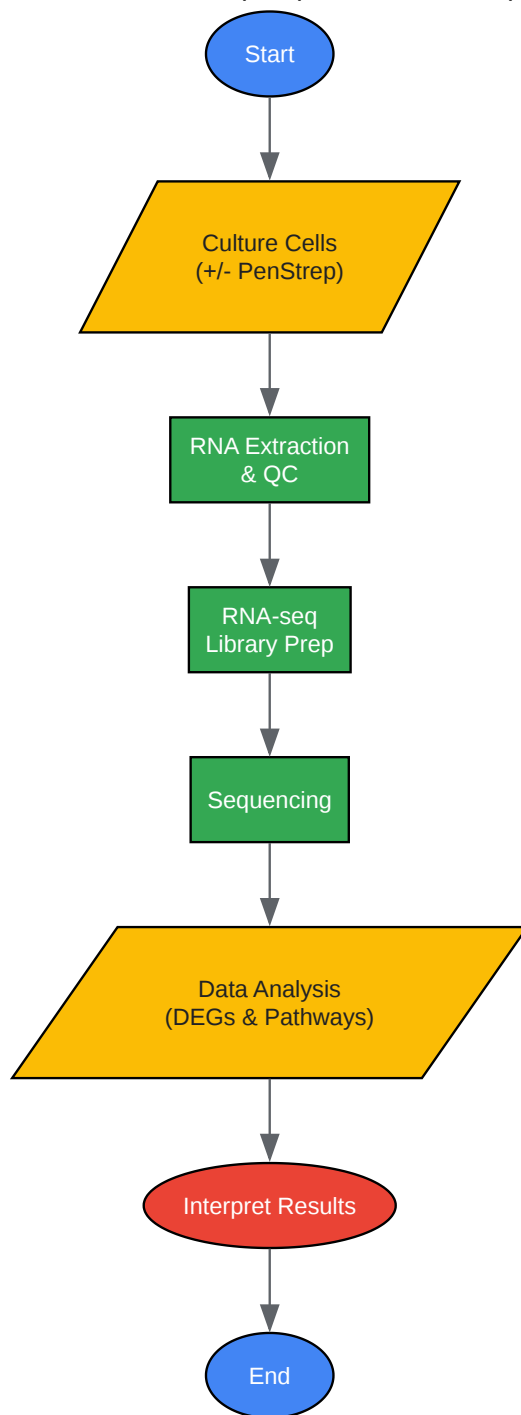 Start
Culture Cells
(+/- PenStrep)
RNA Extraction
& QC
RNA-seq
Library Prep
Sequencing
Data Analysis
(DEGs & Pathways)
Interpret Results
End